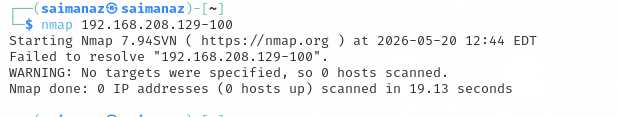 ┌──(saimanaz㉿saimanaz)-[~]
└─$ nmap 192.168.208.129-100
Starting Nmap 7.94SVN ( https://nmap.org ) at 2026-05-20 12:44 EDT
Failed to resolve "192.168.208.129-100".
WARNING: No targets were specified, so 0 hosts scanned.
Nmap done: 0 IP addresses (0 hosts up) scanned in 19.13 seconds